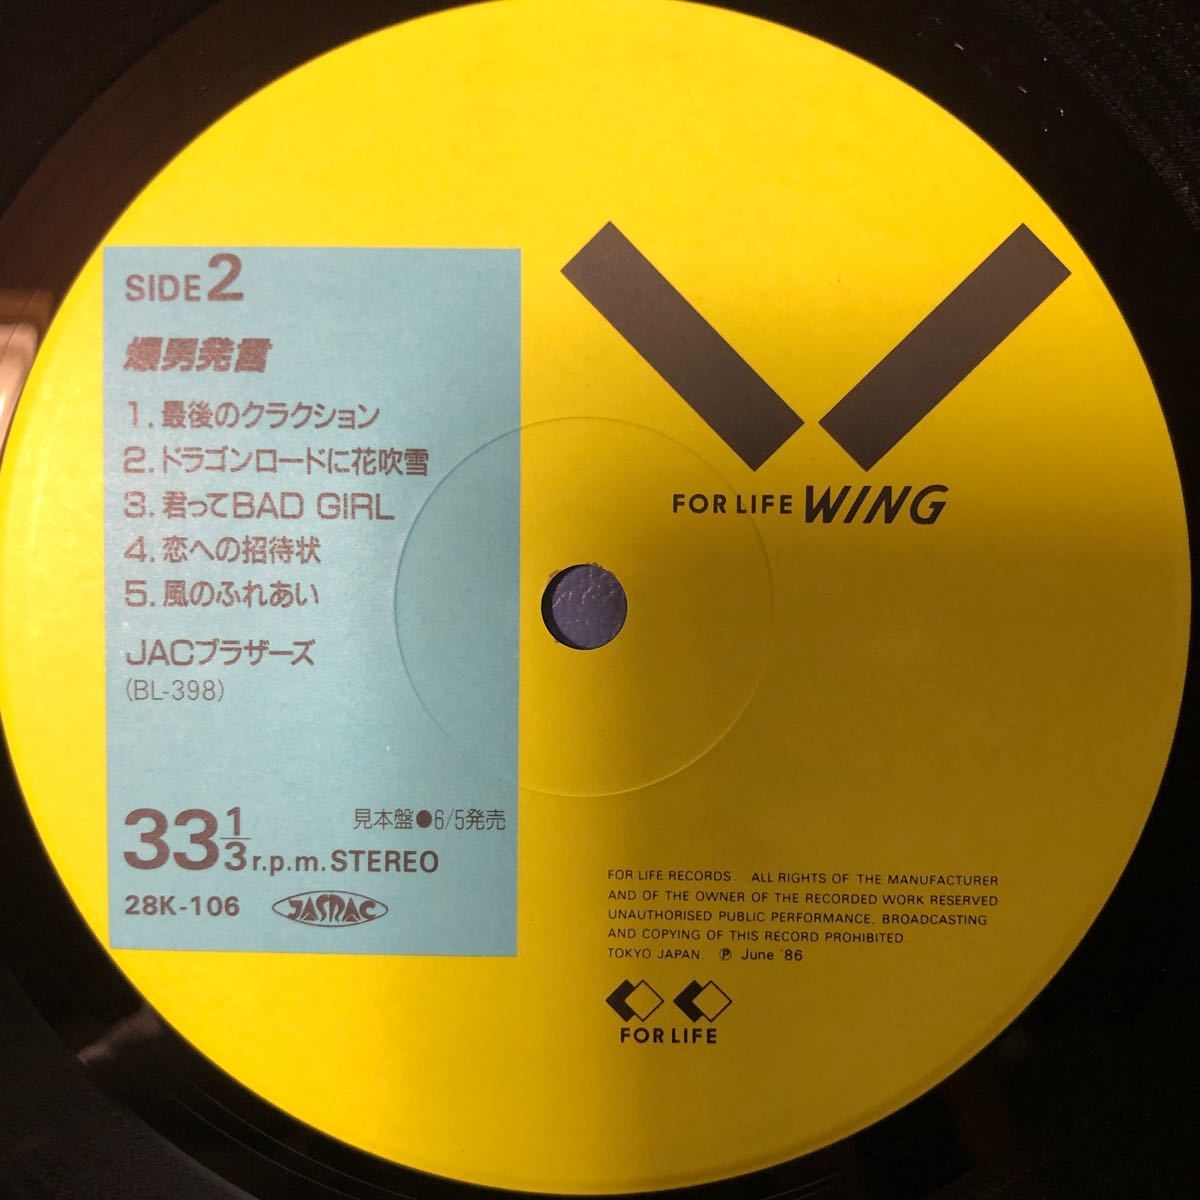 SIDE 2
爆男発言
1. 最後のクラクション
2. ドラゴンロードに花吹雪
3. 君ってBAD GIRL
4. 恋への招待状
5. 風のふれあい
JACブラザーズ
(BL-398)
見本盤●6/5発売
33 1/3 r.p.m. STEREO
28K-106 JASRAC
FOR LIFE WING
FOR LIFE RECORDS. ALL RIGHTS OF THE MANUFACTURER
AND OF THE OWNER OF THE RECORDED WORK RESERVED
UNAUTHORISED PUBLIC PERFORMANCE, BROADCASTING
AND COPYING OF THIS RECORD PROHIBITED.
TOKYO JAPAN. Ⓟ June '86
FOR LIFE